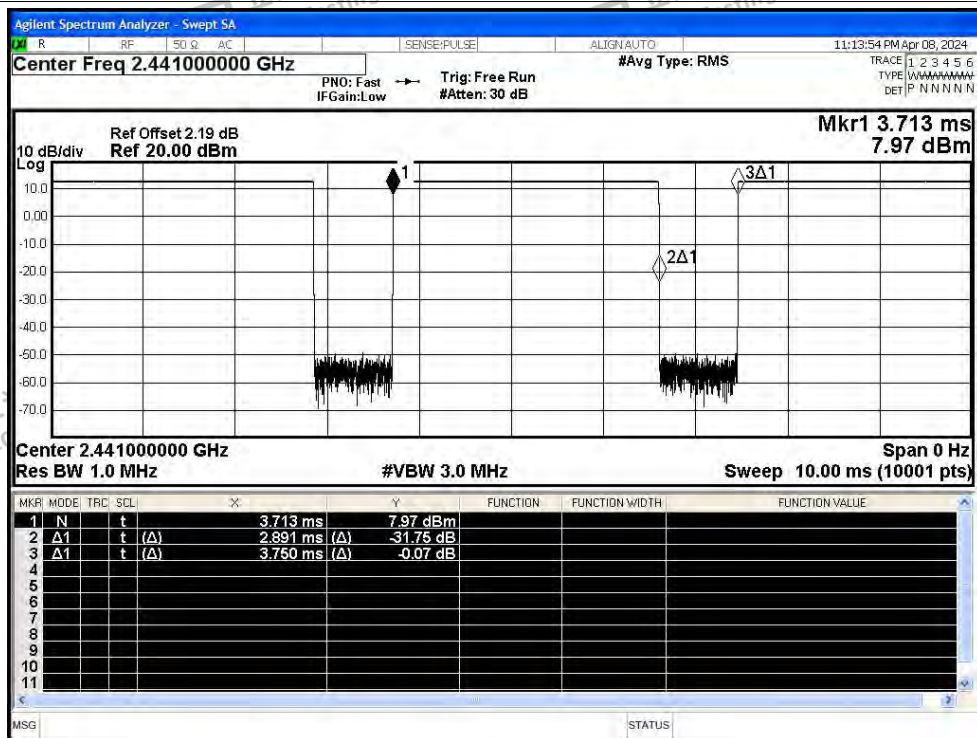 Agilent Spectrum Analyzer - Swept SA
R RF 50 Ω AC SENSE:PULSE ALIGN AUTO 11:13:54 PM Apr 08, 2024
Center Freq 2.441000000 GHz
PNO: Fast
IFGain:Low
Trig: Free Run
#Atten: 30 dB
#Avg Type: RMS
TRACE 1 2 3 4 5 6
TYPE WWWWWW
DET P N N N N N
Mkr1 3.713 ms
7.97 dBm
Ref Offset 2.19 dB
10 dB/div Ref 20.00 dBm
Log
1
3Δ1
10.0
0.00
-10.0
2Δ1
-20.0
-30.0
-40.0
-50.0
-60.0
-70.0
Center 2.441000000 GHz Span 0 Hz
Res BW 1.0 MHz #VBW 3.0 MHz Sweep 10.00 ms (10001 pts)
MKR MODE TRC SCL X Y FUNCTION FUNCTION WIDTH FUNCTION VALUE
1 N t 3.713 ms 7.97 dBm
2 Δ1 t (Δ) 2.891 ms (Δ) -31.75 dB
3 Δ1 t (Δ) 3.750 ms (Δ) -0.07 dB
4
5
6
7
8
9
10
11
MSG STATUS